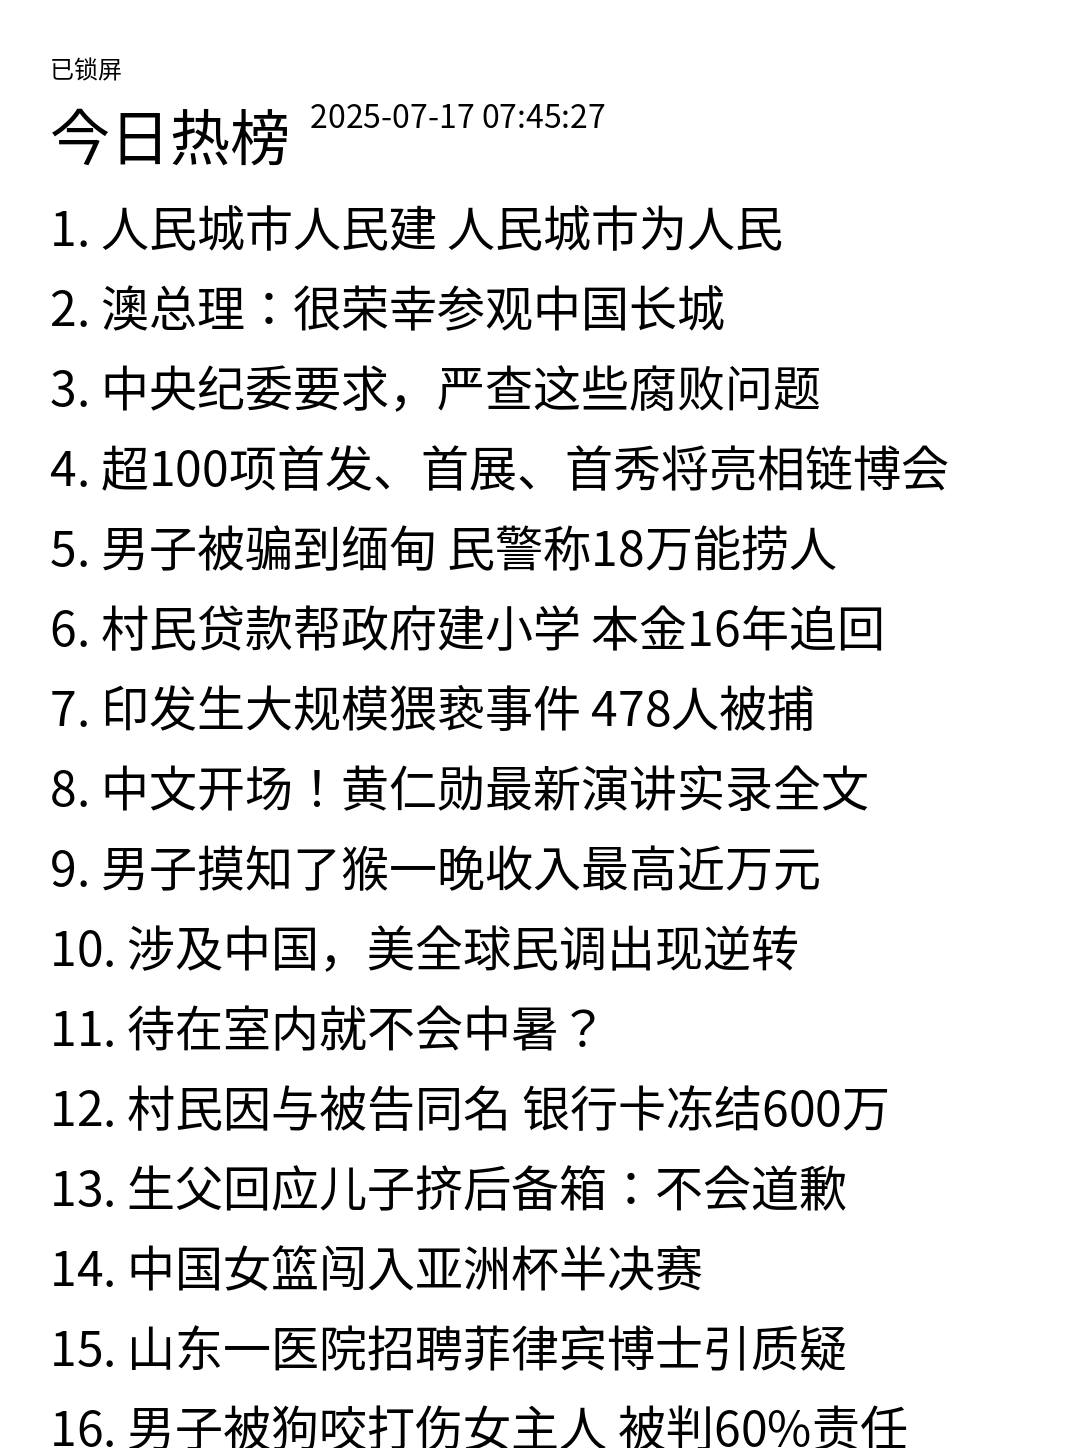 已锁屏
今日热榜 2025-07-17 07:45:27
1. 人民城市人民建 人民城市为人民
2. 澳总理：很荣幸参观中国长城
3. 中央纪委要求，严查这些腐败问题
4. 超100项首发、首展、首秀将亮相链博会
5. 男子被骗到缅甸 民警称18万能捞人
6. 村民贷款帮政府建小学 本金16年追回
7. 印发生大规模猥亵事件 478人被捕
8. 中文开场！黄仁勋最新演讲实录全文
9. 男子摸知了猴一晚收入最高近万元
10. 涉及中国，美全球民调出现逆转
11. 待在室内就不会中暑？
12. 村民因与被告同名 银行卡冻结600万
13. 生父回应儿子挤后备箱：不会道歉
14. 中国女篮闯入亚洲杯半决赛
15. 山东一医院招聘菲律宾博士引质疑
16. 男子被狗咬打伤女主人 被判60%责任